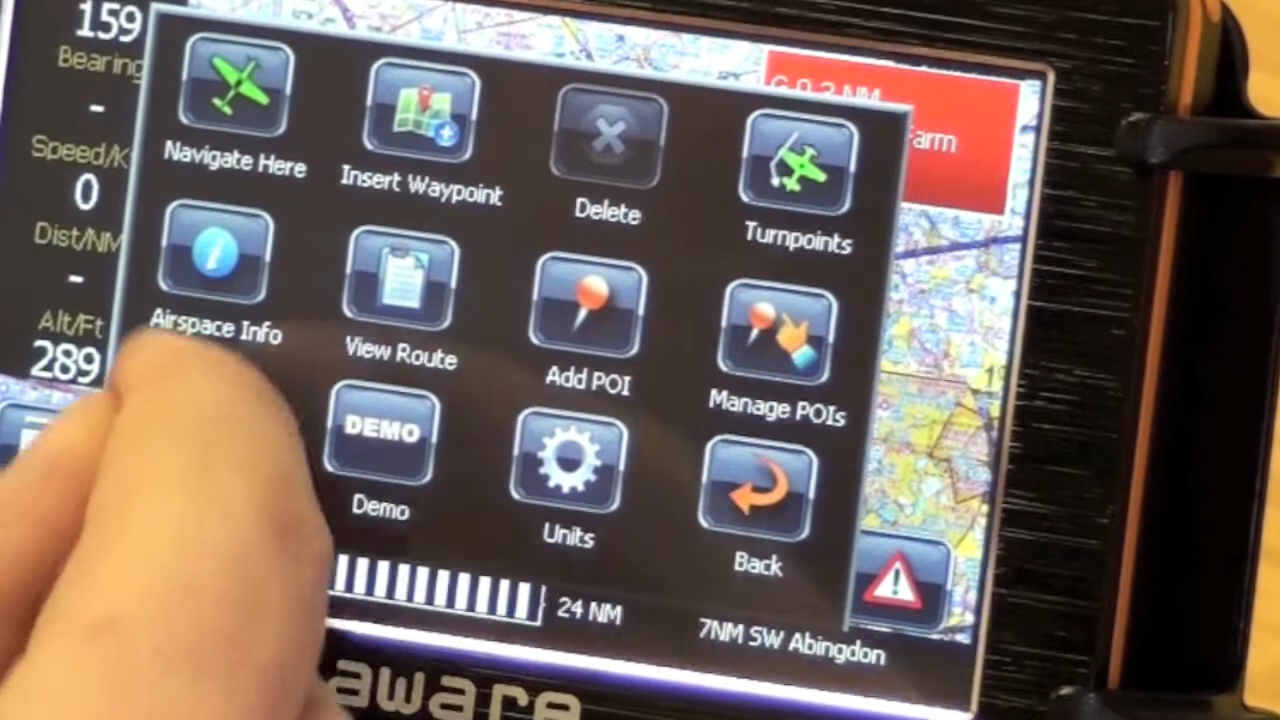 159
Bearing
-
Speed/K
0
Dist/NM
-
Alt/Ft
289
Navigate Here
Insert Waypoint
Delete
Turnpoints
Airspace Info
View Route
Add POI
Manage POIs
DEMO
Demo
Units
Back
24 NM
7NM SW Abingdon
aware